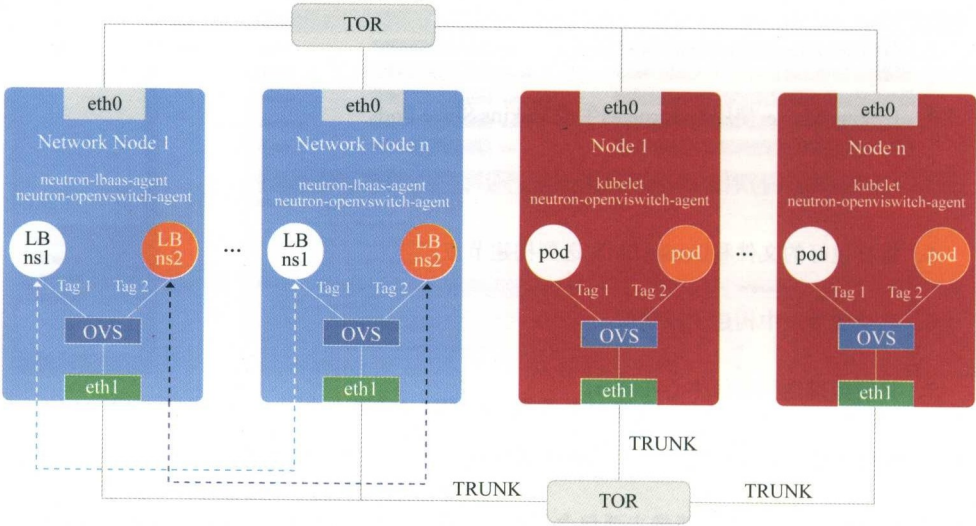 TOR
eth0
eth0
eth0
eth0
Network Node 1
Network Node n
Node 1
Node n
neutron-lbaas-agent
neutron-openvswitch-agent
neutron-lbaas-agent
neutron-openvswitch-agent
kubelet
neutron-openviswitch-agent
kubelet
neutron-openviswitch-agent
LB
ns1
LB
ns2
...
LB
ns1
LB
ns2
pod
pod
...
pod
pod
Tag 1
Tag 2
Tag 1
Tag 2
Tag 1
Tag 2
Tag 1
Tag 2
OVS
OVS
OVS
OVS
eth1
eth1
eth1
eth1
TRUNK
TRUNK
TOR
TRUNK